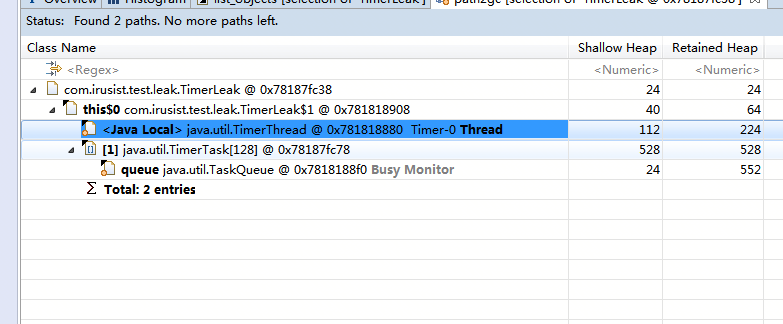 Overview Histogram list_objects [selection of 'TimerLeak'] path2gc [selection of 'TimerLeak @ 0x78187fc38']
Status: Found 2 paths. No more paths left.
Class Name Shallow Heap Retained Heap
<Regex> <Numeric> <Numeric>
com.irusist.test.leak.TimerLeak @ 0x78187fc38 24 24
this$0 com.irusist.test.leak.TimerLeak$1 @ 0x781818908 40 64
<Java Local> java.util.TimerThread @ 0x781818880 Timer-0 Thread 112 224
[1] java.util.TimerTask[128] @ 0x78187fc78 528 528
queue java.util.TaskQueue @ 0x7818188f0 Busy Monitor 24 552
Σ Total: 2 entries